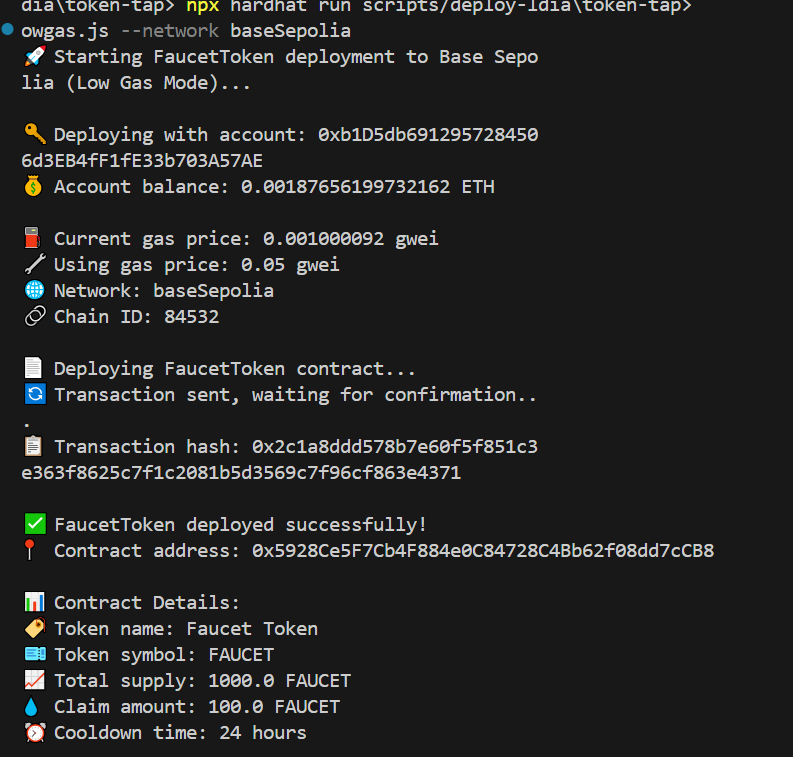 dia\token-tap> npx hardhat run scripts/deploy-ldia\token-tap>
owgas.js --network baseSepolia
🚀 Starting FaucetToken deployment to Base Sepo
lia (Low Gas Mode)...
🔑 Deploying with account: 0xb1D5db691295728450
6d3EB4fF1fE33b703A57AE
💰 Account balance: 0.00187656199732162 ETH
⛽ Current gas price: 0.001000092 gwei
🔧 Using gas price: 0.05 gwei
🌐 Network: baseSepolia
🔗 Chain ID: 84532
📄 Deploying FaucetToken contract...
🔄 Transaction sent, waiting for confirmation..
.
📋 Transaction hash: 0x2c1a8ddd578b7e60f5f851c3
e363f8625c7f1c2081b5d3569c7f96cf863e4371
✅ FaucetToken deployed successfully!
📍 Contract address: 0x5928Ce5F7Cb4F884e0C84728C4Bb62f08dd7cCB8
📊 Contract Details:
🏷️ Token name: Faucet Token
🎫 Token symbol: FAUCET
📈 Total supply: 1000.0 FAUCET
💧 Claim amount: 100.0 FAUCET
⏰ Cooldown time: 24 hours